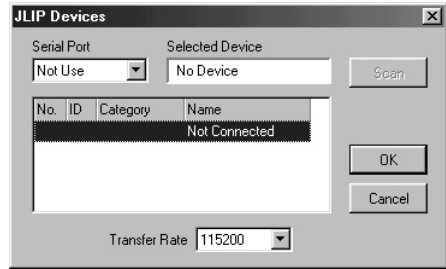 JLIP Devices
Serial Port Selected Device
Not Use No Device Scan
No. ID Category Name
Not Connected
OK
Cancel
Transfer Rate 115200